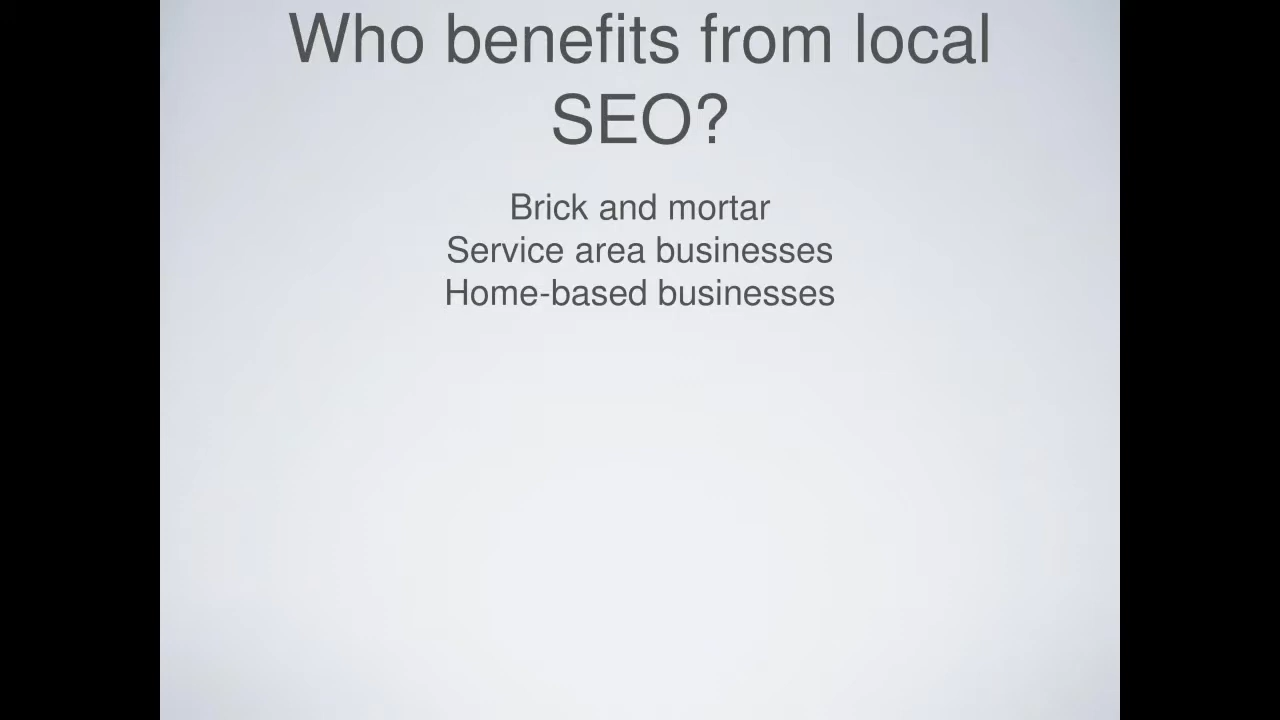 Who benefits from local
SEO?
Brick and mortar
Service area businesses
Home-based businesses